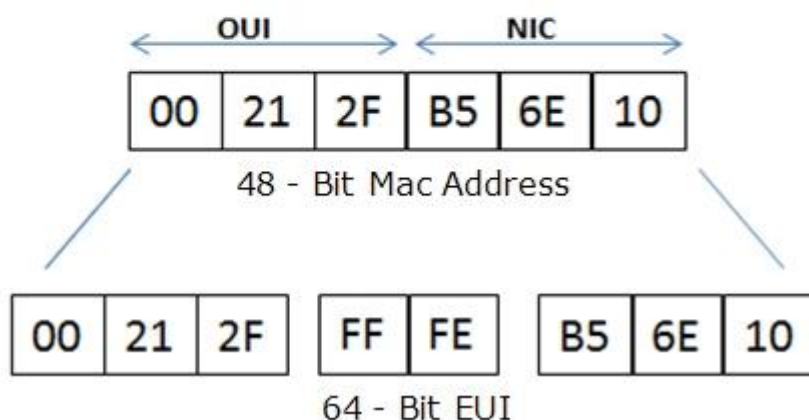 OUI NIC
00 21 2F B5 6E 10
48 - Bit Mac Address
00 21 2F FF FE B5 6E 10
64 - Bit EUI